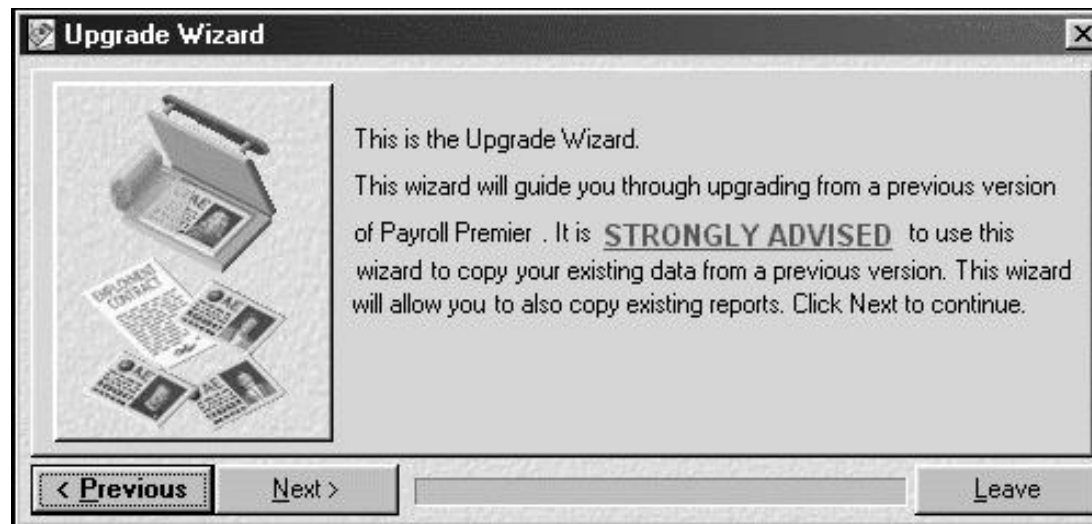 Upgrade Wizard
This is the Upgrade Wizard.
This wizard will guide you through upgrading from a previous version
of Payroll Premier . It is STRONGLY ADVISED to use this
wizard to copy your existing data from a previous version. This wizard
will allow you to also copy existing reports. Click Next to continue.
EMPLOYMENT
CONTRACT
< Previous
Next >
Leave